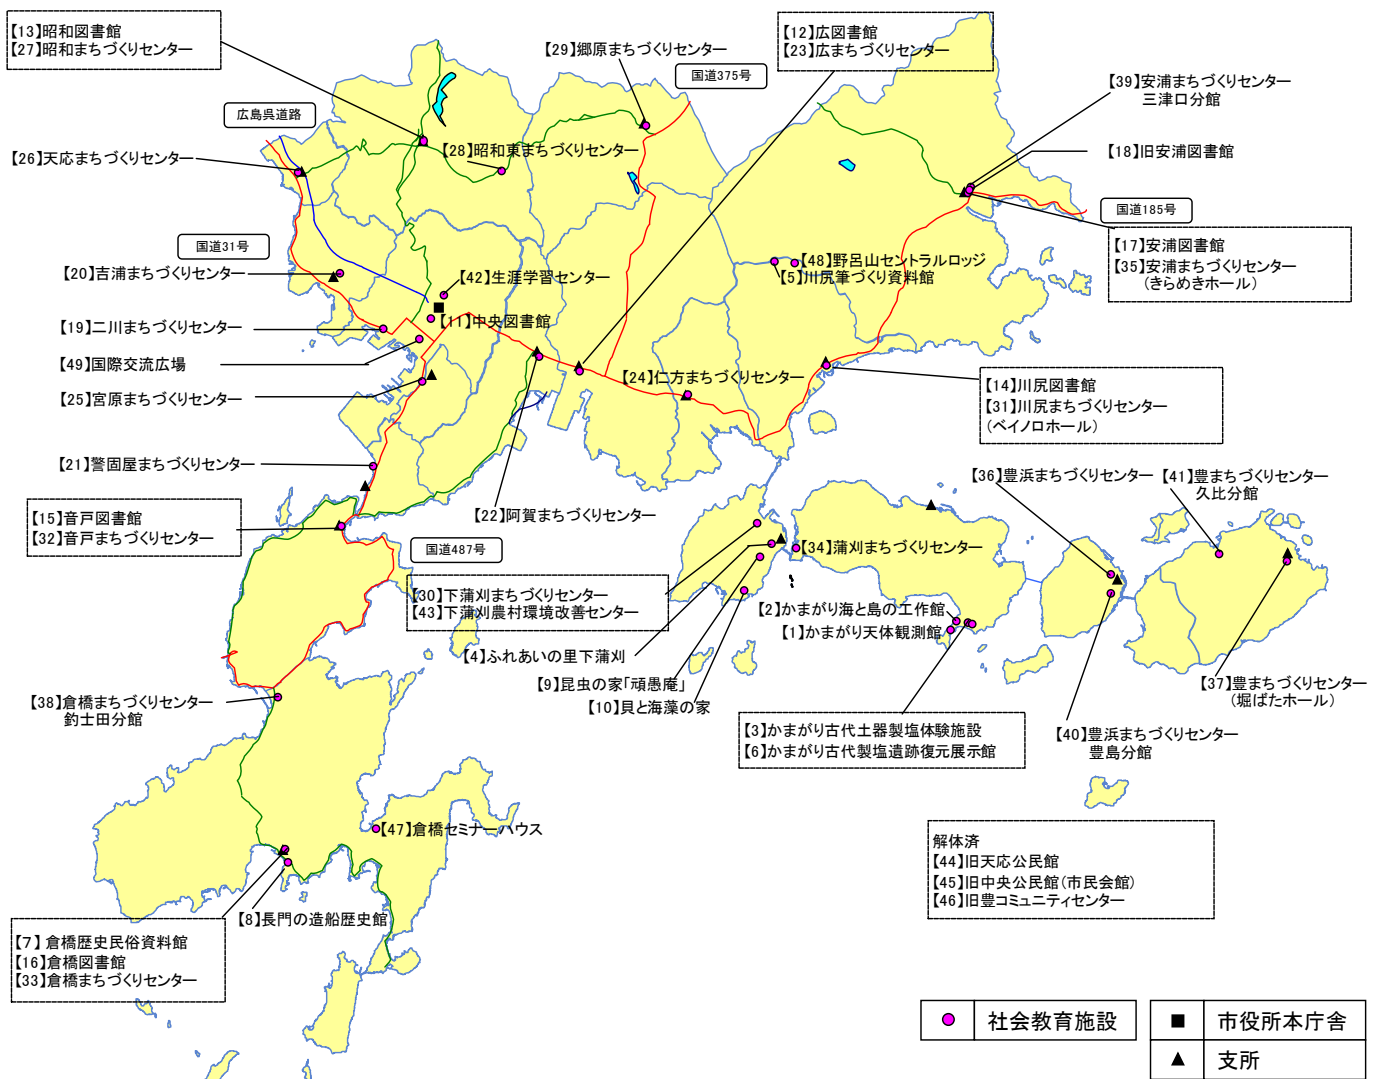 【13】昭和図書館
【27】昭和まちづくりセンター
【29】郷原まちづくりセンター
国道375号
【12】広図書館
【23】広まちづくりセンター
【39】安浦まちづくりセンター
三津口分館
広島呉道路
【26】天応まちづくりセンター
【28】昭和東まちづくりセンター
【18】旧安浦図書館
国道185号
国道31号
【17】安浦図書館
【35】安浦まちづくりセンター
(きらめきホール)
【20】吉浦まちづくりセンター
【42】生涯学習センター
【48】野呂山セントラルロッジ
【5】川尻筆づくり資料館
【19】二川まちづくりセンター
【11】中央図書館
【49】国際交流広場
【25】宮原まちづくりセンター
【24】仁方まちづくりセンター
【14】川尻図書館
【31】川尻まちづくりセンター
(ベイノロホール)
【21】警固屋まちづくりセンター
【36】豊浜まちづくりセンター
【41】豊まちづくりセンター
久比分館
【15】音戸図書館
【32】音戸まちづくりセンター
【22】阿賀まちづくりセンター
国道487号
【34】蒲刈まちづくりセンター
【30】下蒲刈まちづくりセンター
【43】下蒲刈農村環境改善センター
【2】かまがり海と島の工作館
【1】かまがり天体観測館
【4】ふれあいの里下蒲刈
【9】昆虫の家「頑愚庵」
【10】貝と海藻の家
【37】豊まちづくりセンター
(堀ばたホール)
【38】倉橋まちづくりセンター
釣士田分館
【3】かまがり古代土器製塩体験施設
【6】かまがり古代製塩遺跡復元展示館
【40】豊浜まちづくりセンター
豊島分館
【47】倉橋セミナーハウス
解体済
【44】旧天応公民館
【45】旧中央公民館(市民会館)
【46】旧豊コミュニティセンター
【8】長門の造船歴史館
【7】倉橋歴史民俗資料館
【16】倉橋図書館
【33】倉橋まちづくりセンター
社会教育施設
市役所本庁舎
支所